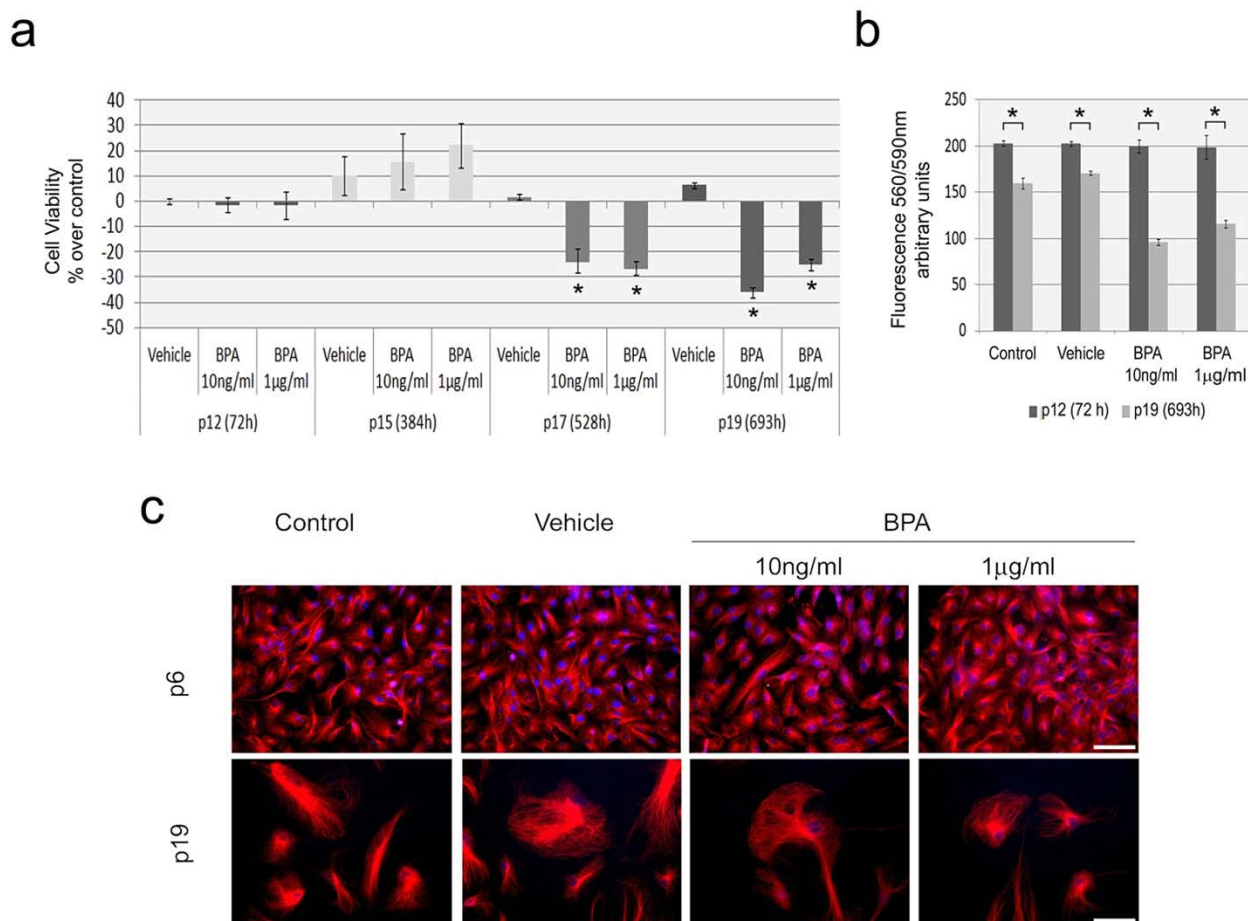 a
40
30
20
10
0
-10
-20
-30
-40
-50
Cell Viability
% over control
*
*
*
*
Vehicle
BPA
10ng/ml
BPA
1µg/ml
Vehicle
BPA
10ng/ml
BPA
1µg/ml
Vehicle
BPA
10ng/ml
BPA
1µg/ml
Vehicle
BPA
10ng/ml
BPA
1µg/ml
p12 (72h)
p15 (384h)
p17 (528h)
p19 (693h)
b
250
200
150
100
50
0
Fluorescence 560/590nm
arbitrary units
*
*
*
*
Control
Vehicle
BPA
10ng/ml
BPA
1µg/ml
p12 (72 h)
p19 (693h)
c
Control
Vehicle
BPA
10ng/ml
1µg/ml
p6
p19